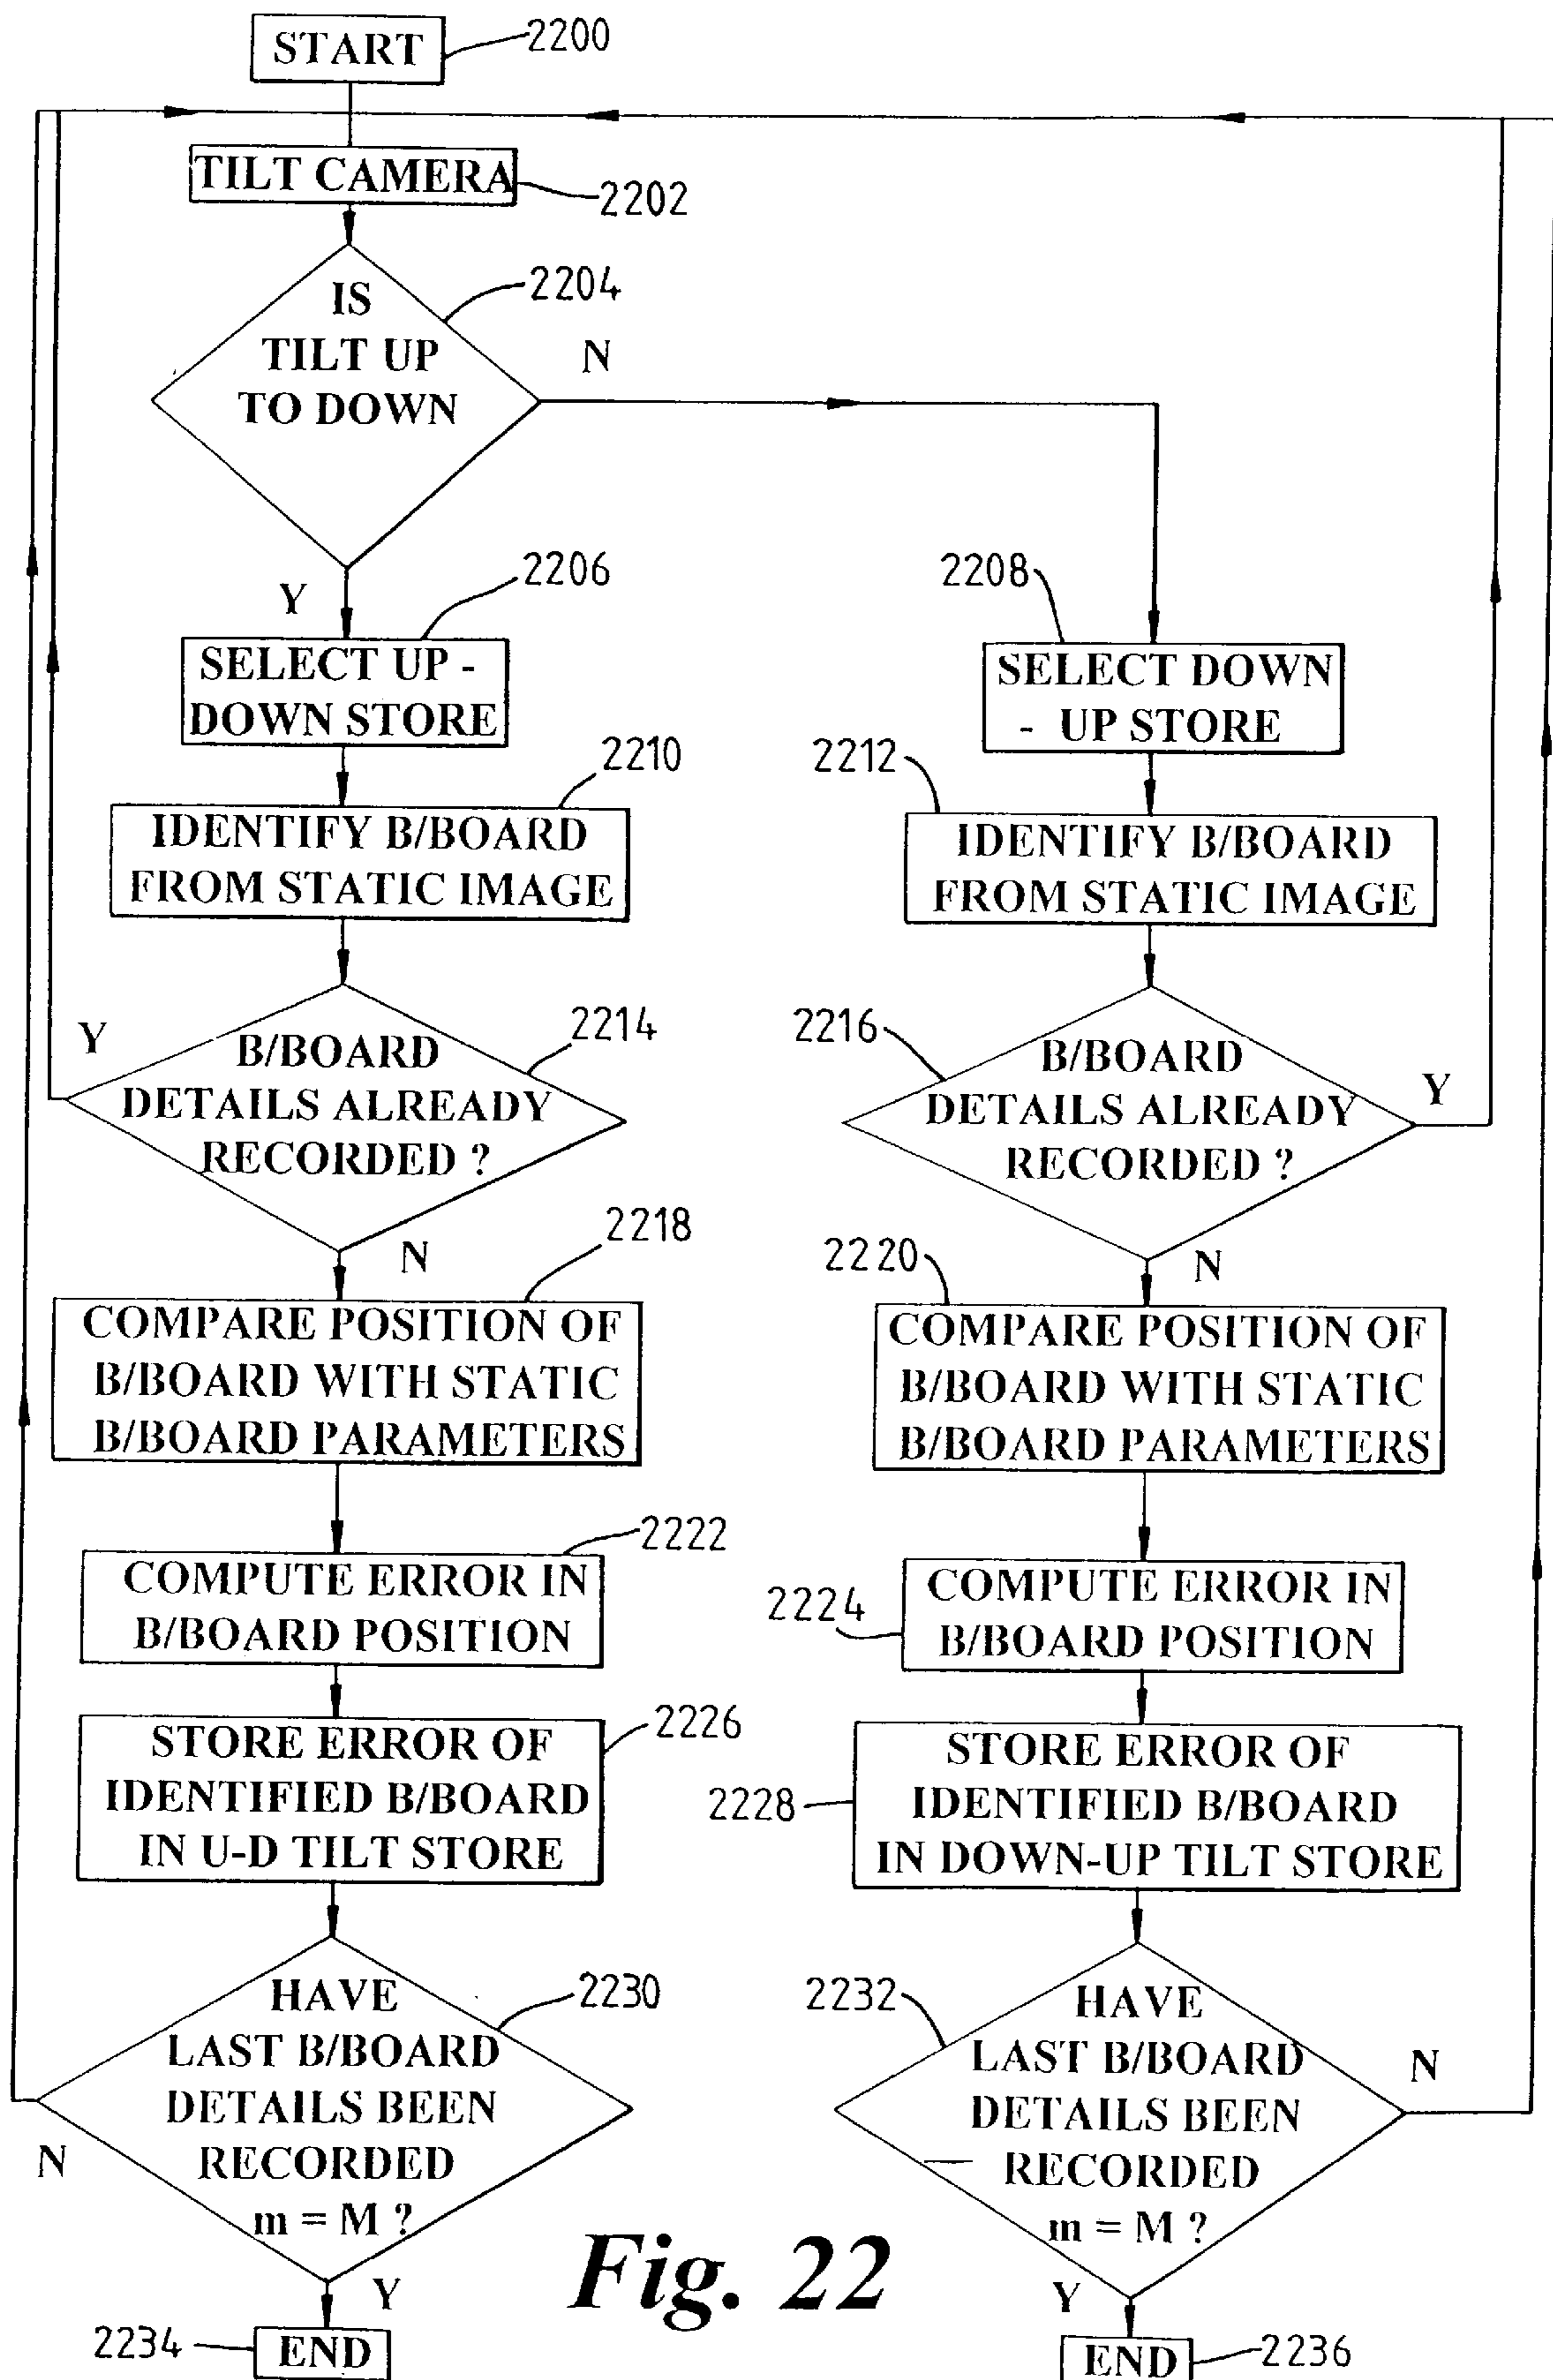 START
2200
TILT CAMERA
2202
IS
TILT UP
TO DOWN
2204
N
Y
2206
SELECT UP -
DOWN STORE
2208
SELECT DOWN
- UP STORE
2210
IDENTIFY B/BOARD
FROM STATIC IMAGE
2212
IDENTIFY B/BOARD
FROM STATIC IMAGE
Y
2214
B/BOARD
DETAILS ALREADY
RECORDED ?
N
2216
B/BOARD
DETAILS ALREADY
RECORDED ?
Y
N
2218
COMPARE POSITION OF
B/BOARD WITH STATIC
B/BOARD PARAMETERS
2220
COMPARE POSITION OF
B/BOARD WITH STATIC
B/BOARD PARAMETERS
2222
COMPUTE ERROR IN
B/BOARD POSITION
2224
COMPUTE ERROR IN
B/BOARD POSITION
2226
STORE ERROR OF
IDENTIFIED B/BOARD
IN U-D TILT STORE
2228
STORE ERROR OF
IDENTIFIED B/BOARD
IN DOWN-UP TILT STORE
2230
HAVE
LAST B/BOARD
DETAILS BEEN
RECORDED
m = M ?
N
Y
2232
HAVE
LAST B/BOARD
DETAILS BEEN
RECORDED
m = M ?
N
Y
2234
END
Fig. 22
END
2236